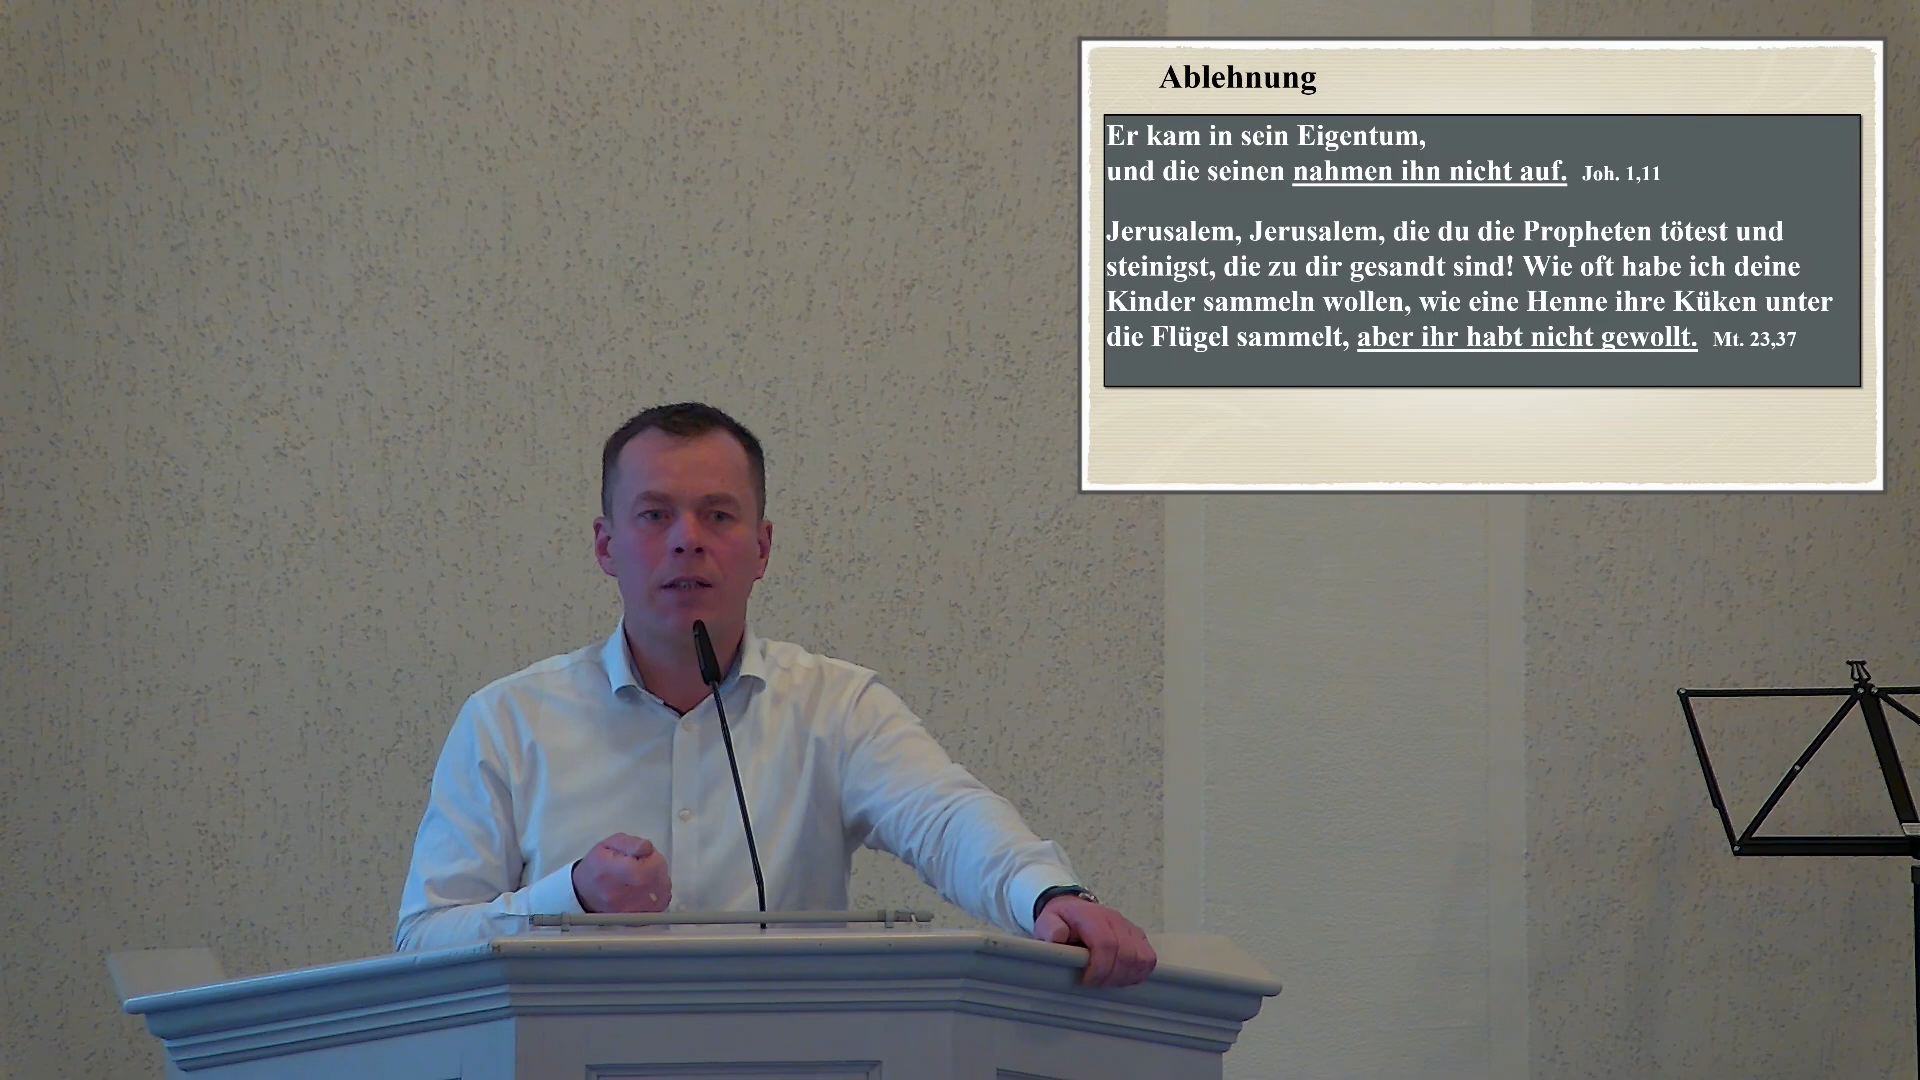 Ablehnung
Er kam in sein Eigentum,
und die seinen nahmen ihn nicht auf. Joh. 1,11
Jerusalem, Jerusalem, die du die Propheten tötest und
steinigst, die zu dir gesandt sind! Wie oft habe ich deine
Kinder sammeln wollen, wie eine Henne ihre Küken unter
die Flügel sammelt, aber ihr habt nicht gewollt. Mt. 23,37